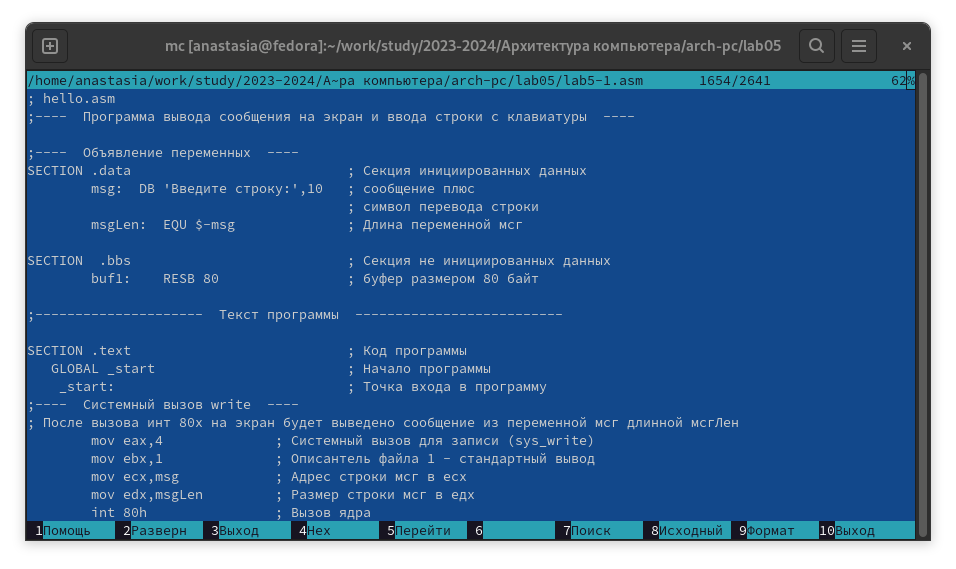 mc [anastasia@fedora]:~/work/study/2023-2024/Архитектура компьютера/arch-pc/lab05
/home/anastasia/work/study/2023-2024/А~ра компьютера/arch-pc/lab05/lab5-1.asm 1654/2641 62%
; hello.asm
;---- Программа вывода сообщения на экран и ввода строки с клавиатуры ----
;---- Объявление переменных ----
SECTION .data ; Секция инициированных данных
msg: DB 'Введите строку:',10 ; сообщение плюс
; символ перевода строки
msgLen: EQU $-msg ; Длина переменной мсг
SECTION .bbs ; Секция не инициированных данных
buf1: RESB 80 ; буфер размером 80 байт
;--------------------- Текст программы --------------------------
SECTION .text ; Код программы
GLOBAL _start ; Начало программы
_start: ; Точка входа в программу
;---- Системный вызов write ----
; После вызова инт 80х на экран будет выведено сообщение из переменной мсг длинной мсгЛен
mov eax,4 ; Системный вызов для записи (sys_write)
mov ebx,1 ; Описантель файла 1 - стандартный вывод
mov ecx,msg ; Адрес строки мсг в есх
mov edx,msgLen ; Размер строки мсг в едх
int 80h ; Вызов ядра
1Помощь 2Разверн 3Выход 4Hex 5Перейти 6 7Поиск 8Исходный 9Формат 10Выход